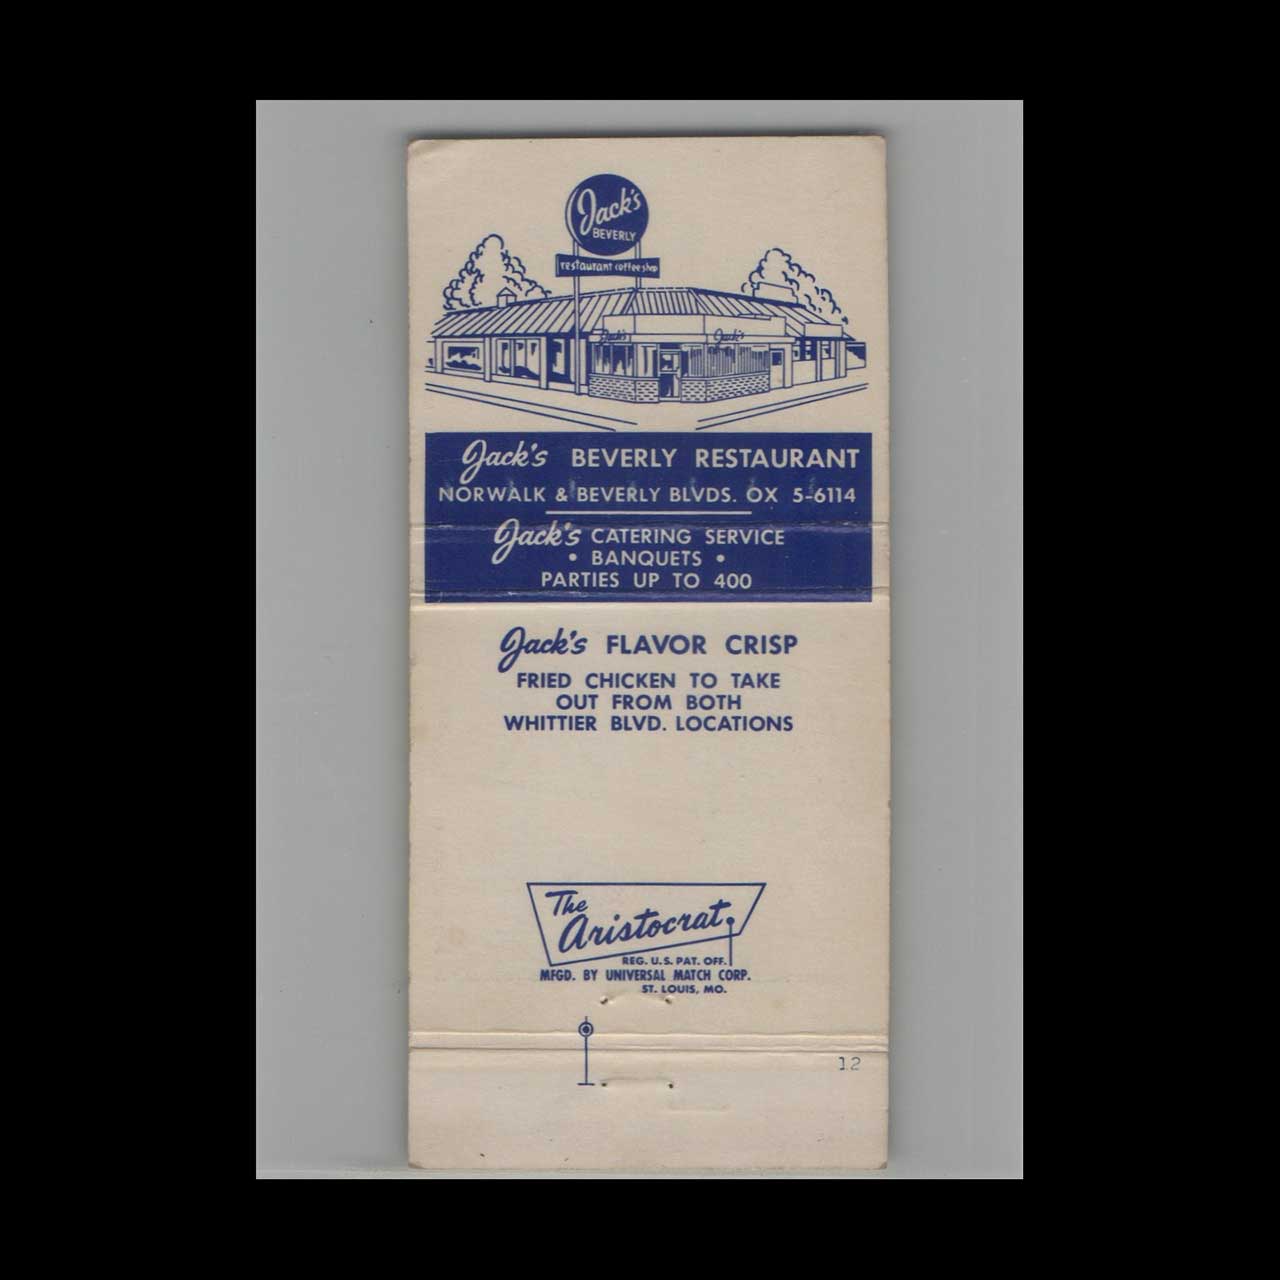 Jack's
BEVERLY
restaurant coffee shop
Jack's
Jack's
Jack's BEVERLY RESTAURANT
NORWALK & BEVERLY BLVDS. OX 5-6114
Jack's CATERING SERVICE
• BANQUETS •
PARTIES UP TO 400
Jack's FLAVOR CRISP
FRIED CHICKEN TO TAKE
OUT FROM BOTH
WHITTIER BLVD. LOCATIONS
The
Aristocrat
REG. U.S. PAT. OFF.
MFGD. BY UNIVERSAL MATCH CORP.
ST. LOUIS, MO.
12